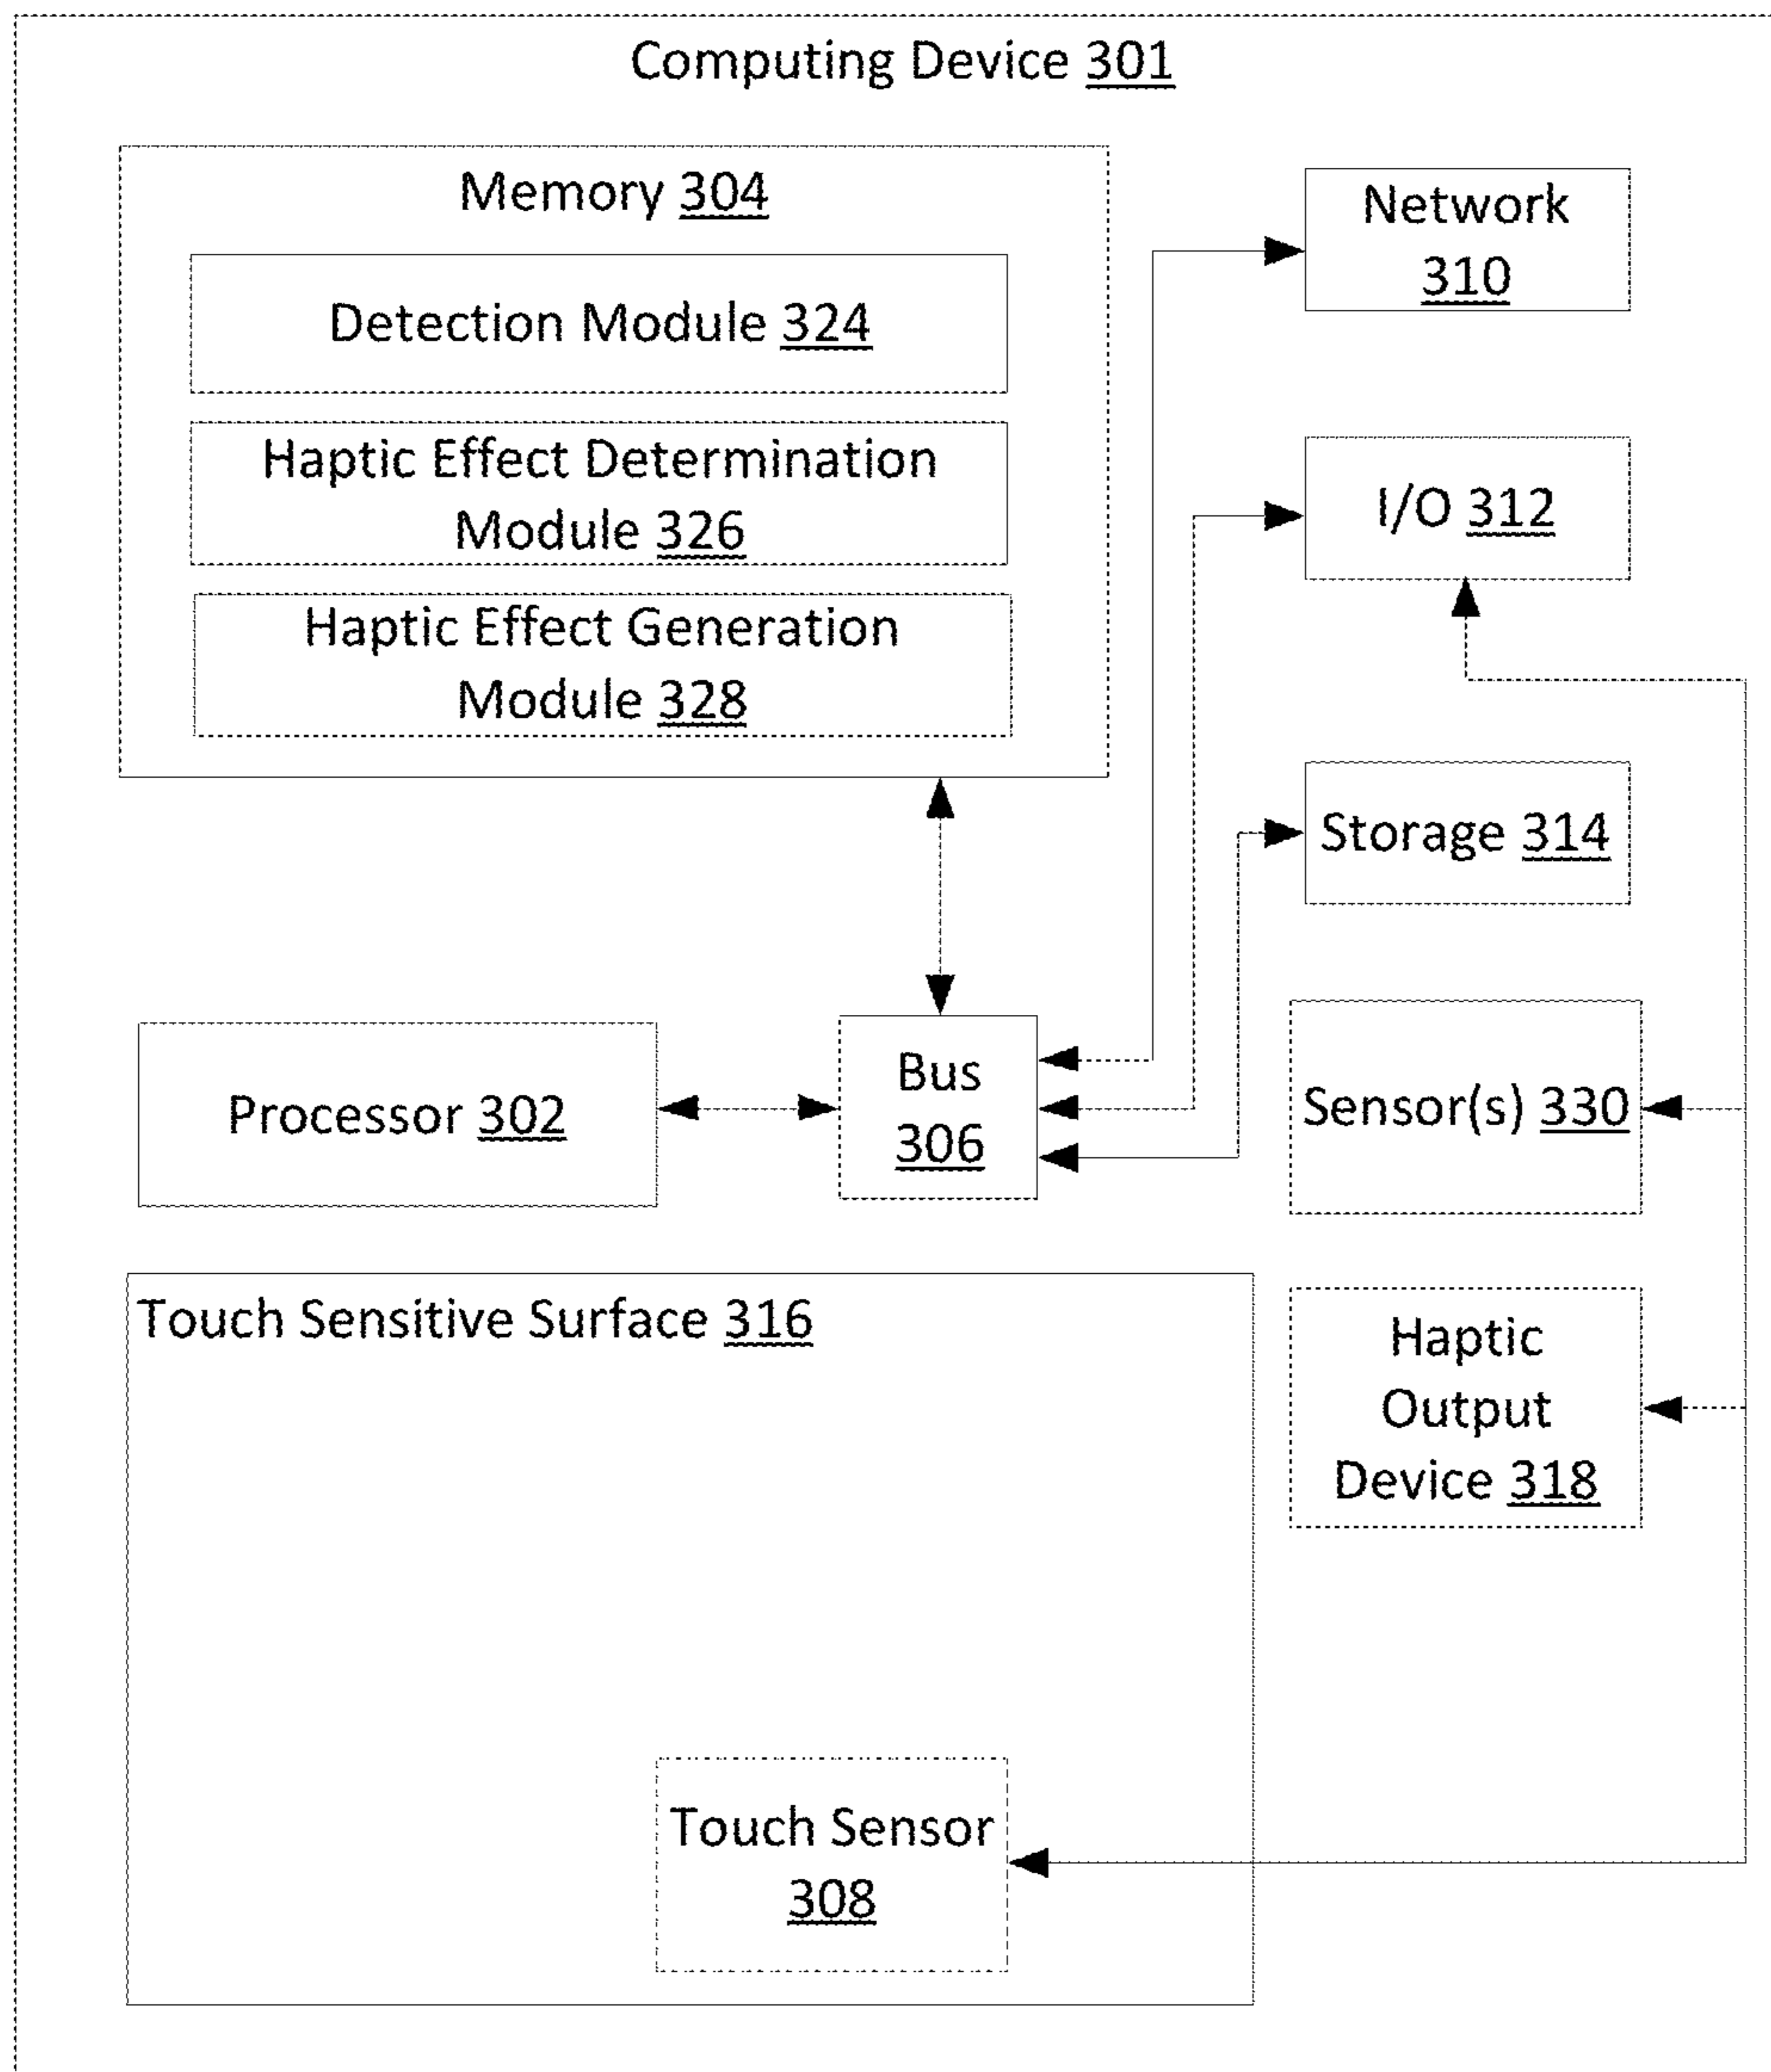 Computing Device 301
Memory 304
Detection Module 324
Haptic Effect Determination
Module 326
Haptic Effect Generation
Module 328
Network
310
I/O 312
Storage 314
Processor 302
Bus
306
Sensor(s) 330
Touch Sensitive Surface 316
Haptic
Output
Device 318
Touch Sensor
308